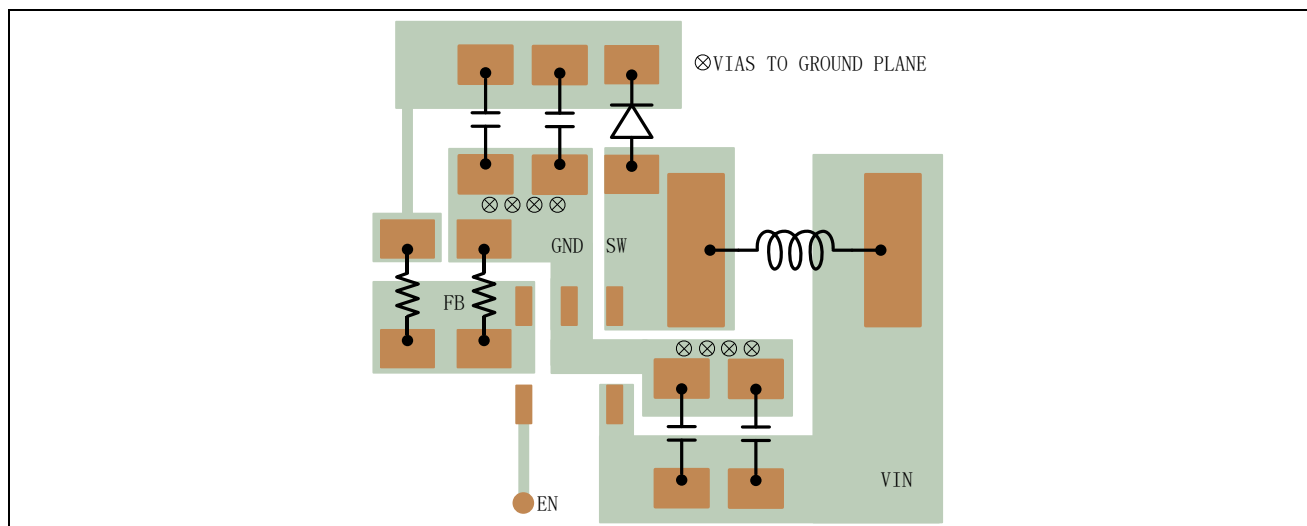 VIAS TO GROUND PLANE
GND
SW
FB
VIN
EN